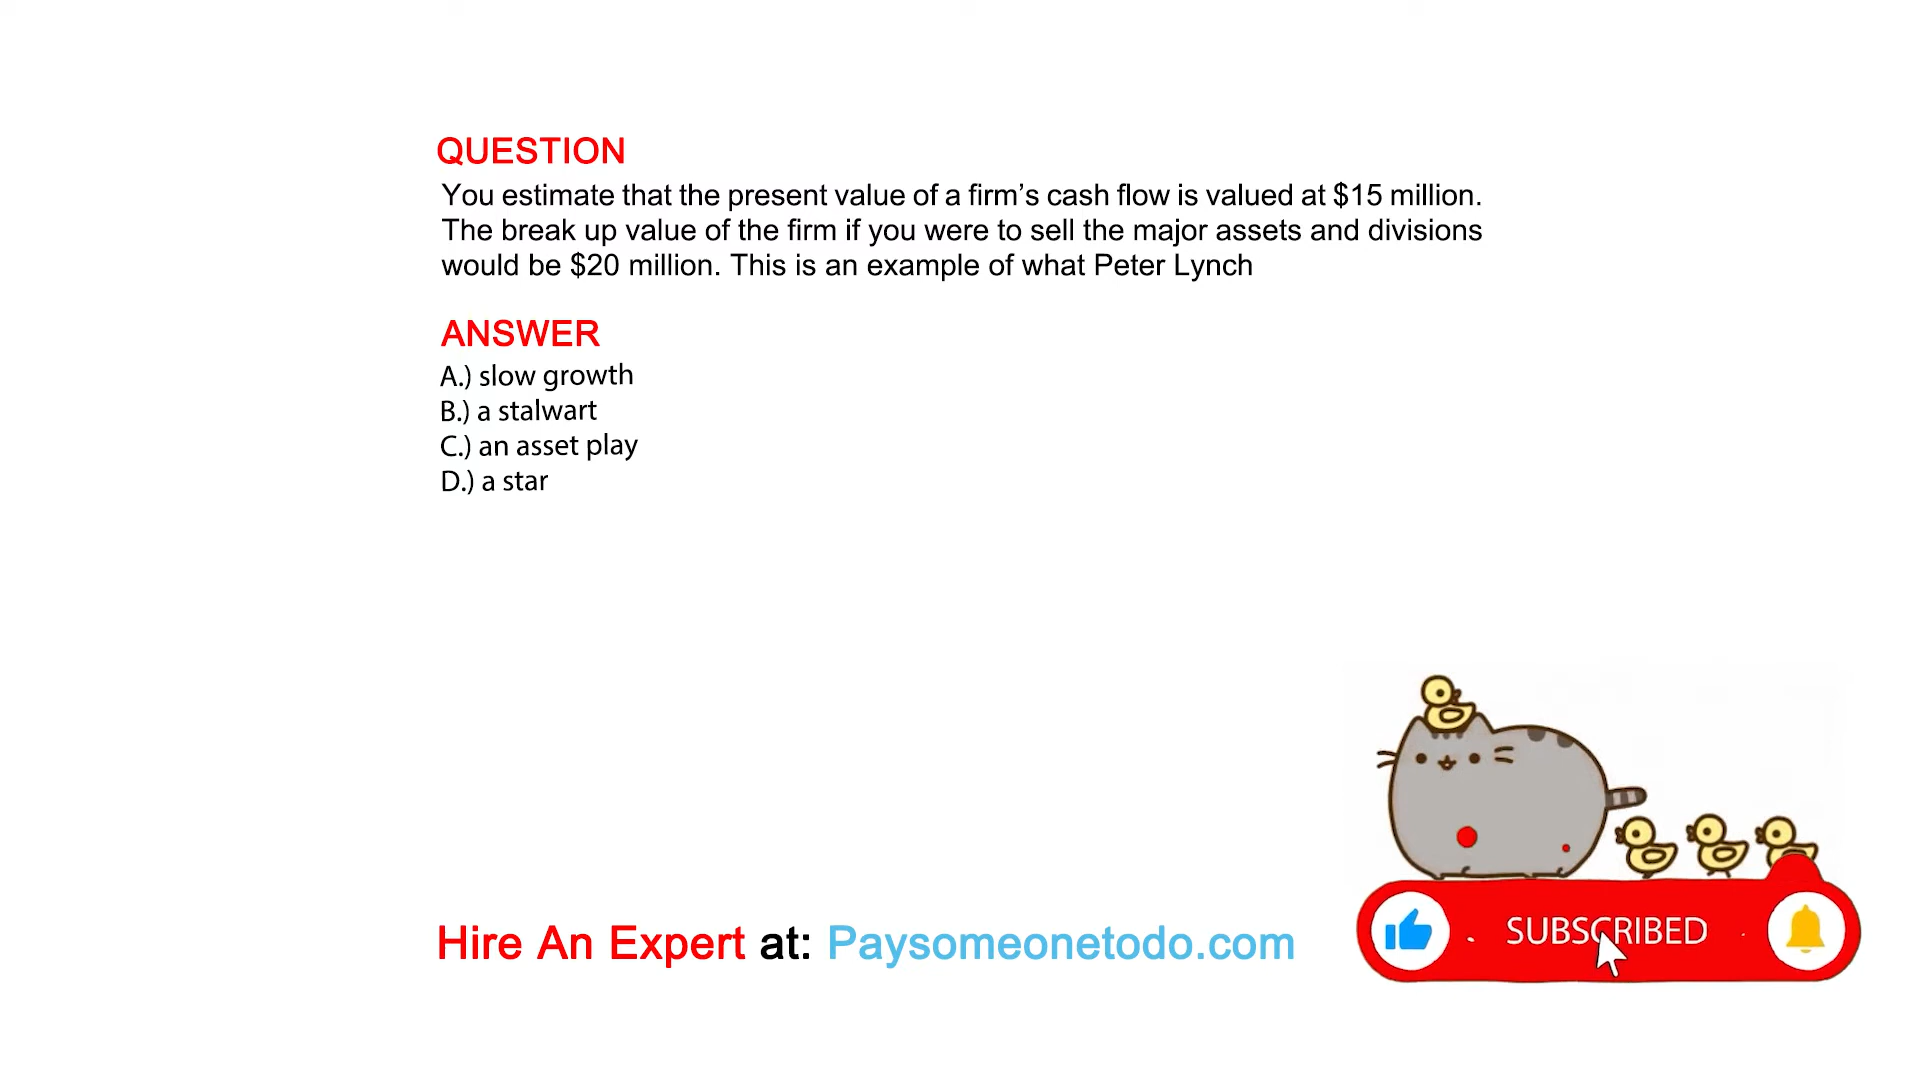 QUESTION
You estimate that the present value of a firm’s cash flow is valued at $15 million.
The break up value of the firm if you were to sell the major assets and divisions
would be $20 million. This is an example of what Peter Lynch
ANSWER
A.) slow growth
B.) a stalwart
C.) an asset play
D.) a star
Hire An Expert at: Paysomeonetodo.com
SUBSCRIBED